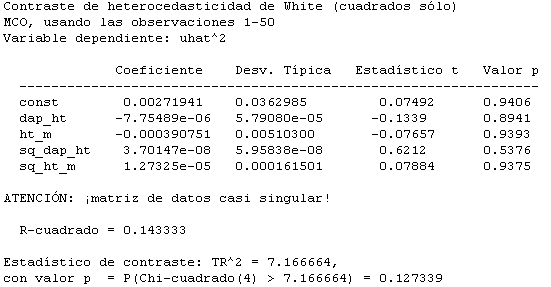 Contraste de heterocedasticidad de White (cuadrados sólo)
MCO, usando las observaciones 1-50
Variable dependiente: uhat^2
Coeficiente Desv. Típica Estadístico t Valor p
const 0.00271941 0.0362985 0.07492 0.9406
dap_ht -7.75489e-06 5.79080e-05 -0.1339 0.8941
ht_m -0.000390751 0.00510300 -0.07657 0.9393
sq_dap_ht 3.70147e-08 5.95838e-08 0.6212 0.5376
sq_ht_m 1.27325e-05 0.000161501 0.07884 0.9375
ATENCIÓN: ¡matriz de datos casi singular!
R-cuadrado = 0.143333
Estadístico de contraste: TR^2 = 7.166664,
con valor p = P(Chi-cuadrado(4) > 7.166664) = 0.127339